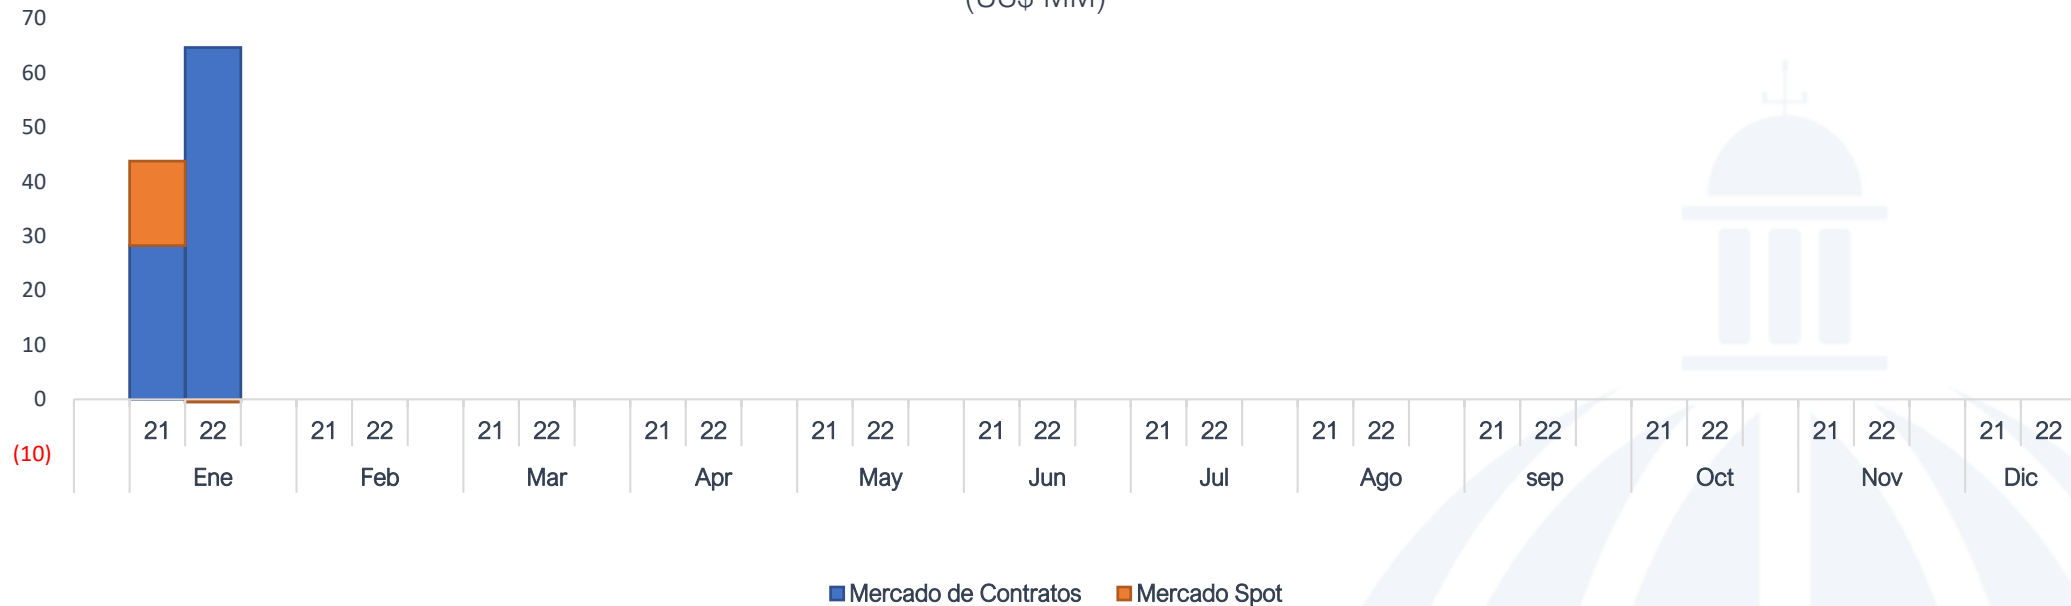 (US$ MM)
70
60
50
40
30
20
10
0
(10)
21 22 21 22 21 22 21 22 21 22 21 22 21 22 21 22 21 22 21 22 21 22 21 22
Ene Feb Mar Apr May Jun Jul Ago sep Oct Nov Dic
Mercado de Contratos Mercado Spot